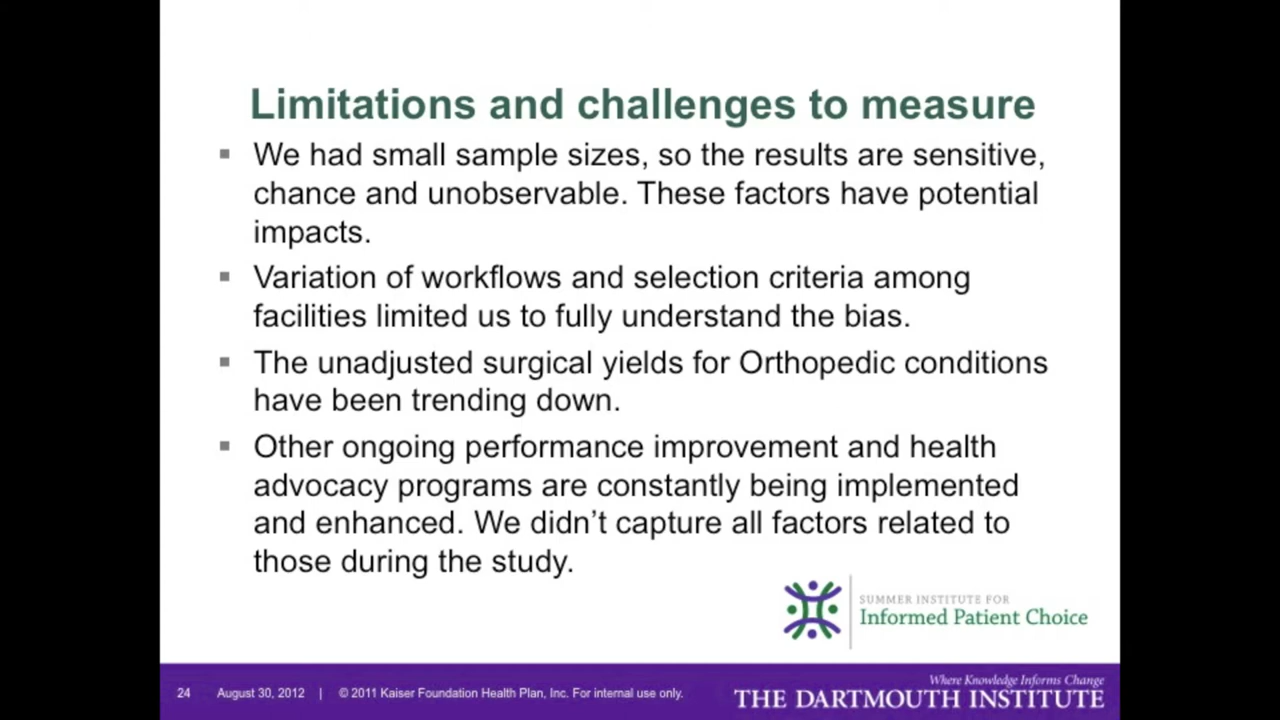 Limitations and challenges to measure
▪ We had small sample sizes, so the results are sensitive,
chance and unobservable. These factors have potential
impacts.
▪ Variation of workflows and selection criteria among
facilities limited us to fully understand the bias.
▪ The unadjusted surgical yields for Orthopedic conditions
have been trending down.
▪ Other ongoing performance improvement and health
advocacy programs are constantly being implemented
and enhanced. We didn’t capture all factors related to
those during the study.
SUMMER INSTITUTE FOR
Informed Patient Choice
24 August 30, 2012 | © 2011 Kaiser Foundation Health Plan, Inc. For internal use only.
Where Knowledge Informs Change
THE DARTMOUTH INSTITUTE